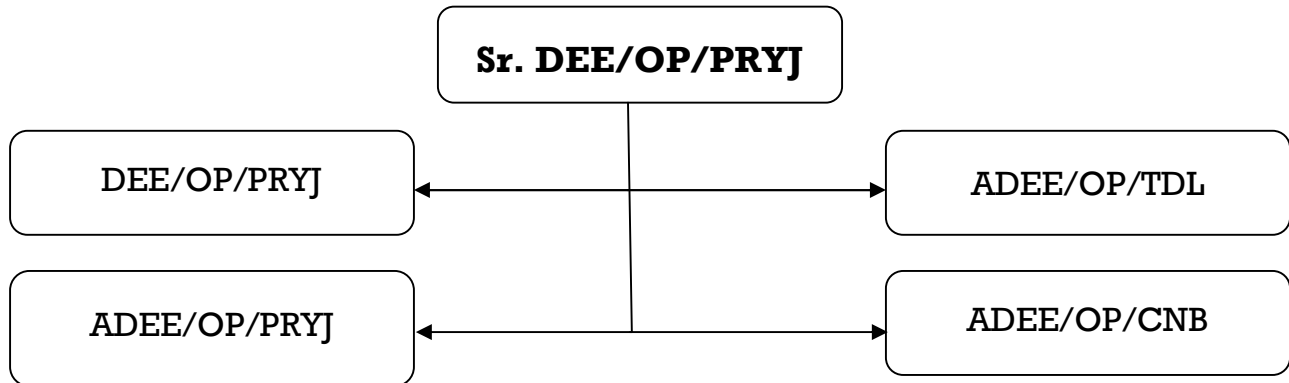 Sr. DEE/OP/PRYJ
DEE/OP/PRYJ
ADEE/OP/TDL
ADEE/OP/PRYJ
ADEE/OP/CNB